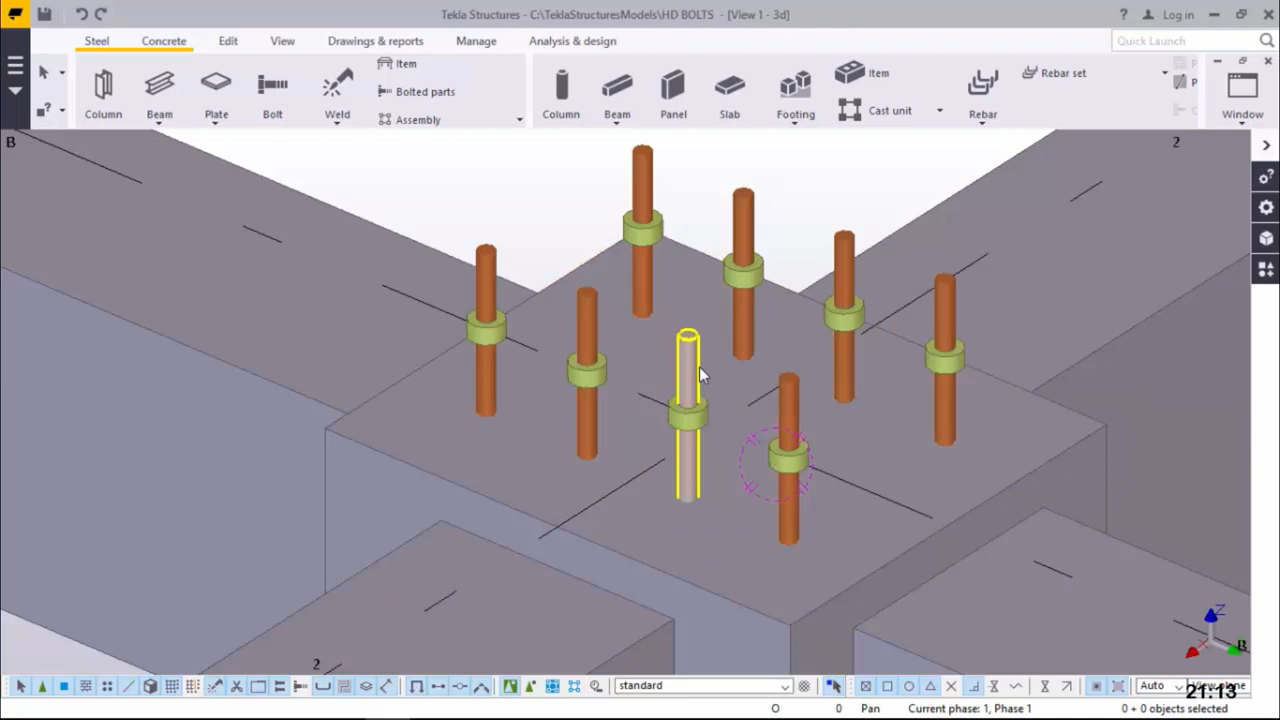 Tekla Structures - C:\TeklaStructuresModels\HD BOLTS - [View 1 - 3d]
? Log in
Steel Concrete Edit View Drawings & reports Manage Analysis & design
Quick Launch
Column Beam Plate Bolt Weld
Item
Bolted parts
Assembly
Column Beam Panel Slab Footing
Item
Cast unit
Rebar
Rebar set
Window
B
2
2
Z
B
standard
Auto
View plane
21:13
O 0 Pan Current phase: 1, Phase 1 0 + 0 objects selected